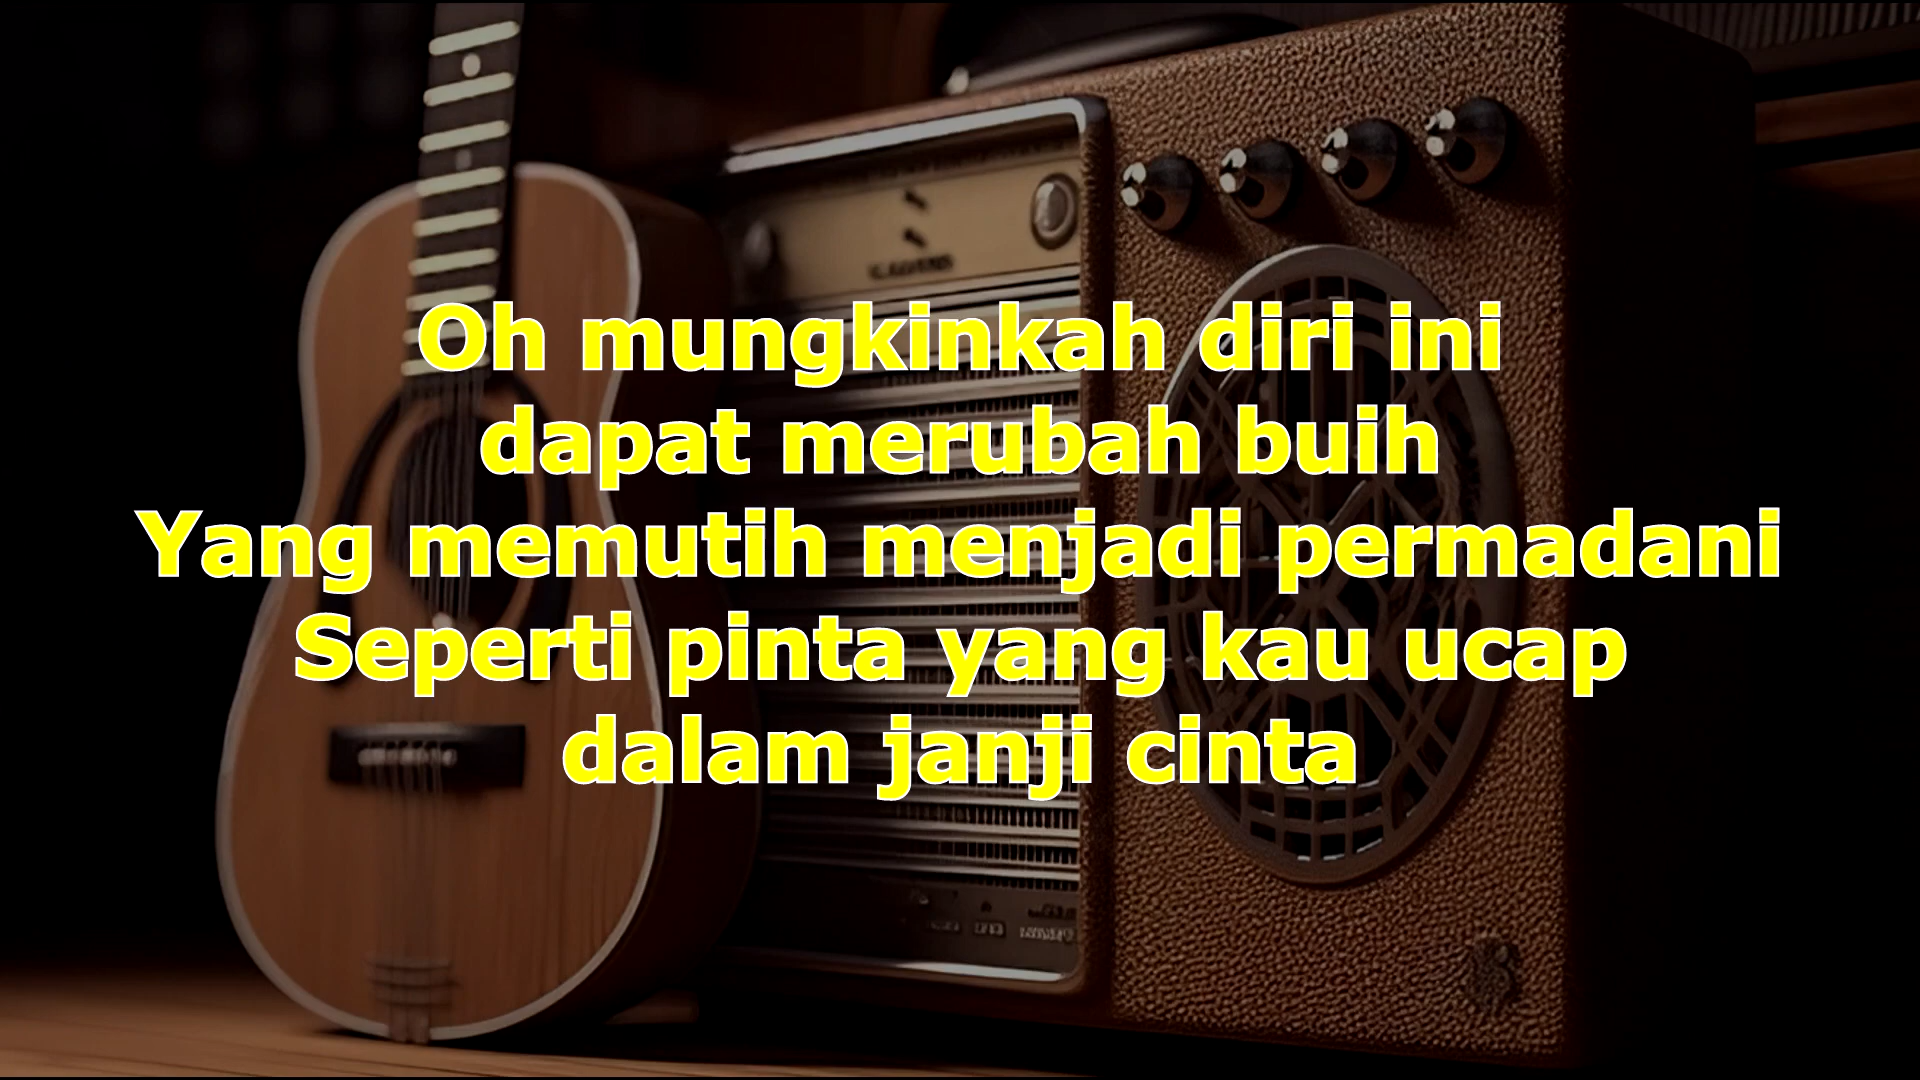 Oh mungkinkah diri ini
dapat merubah buih
Yang memutih menjadi permadani
Seperti pinta yang kau ucap
dalam janji cinta